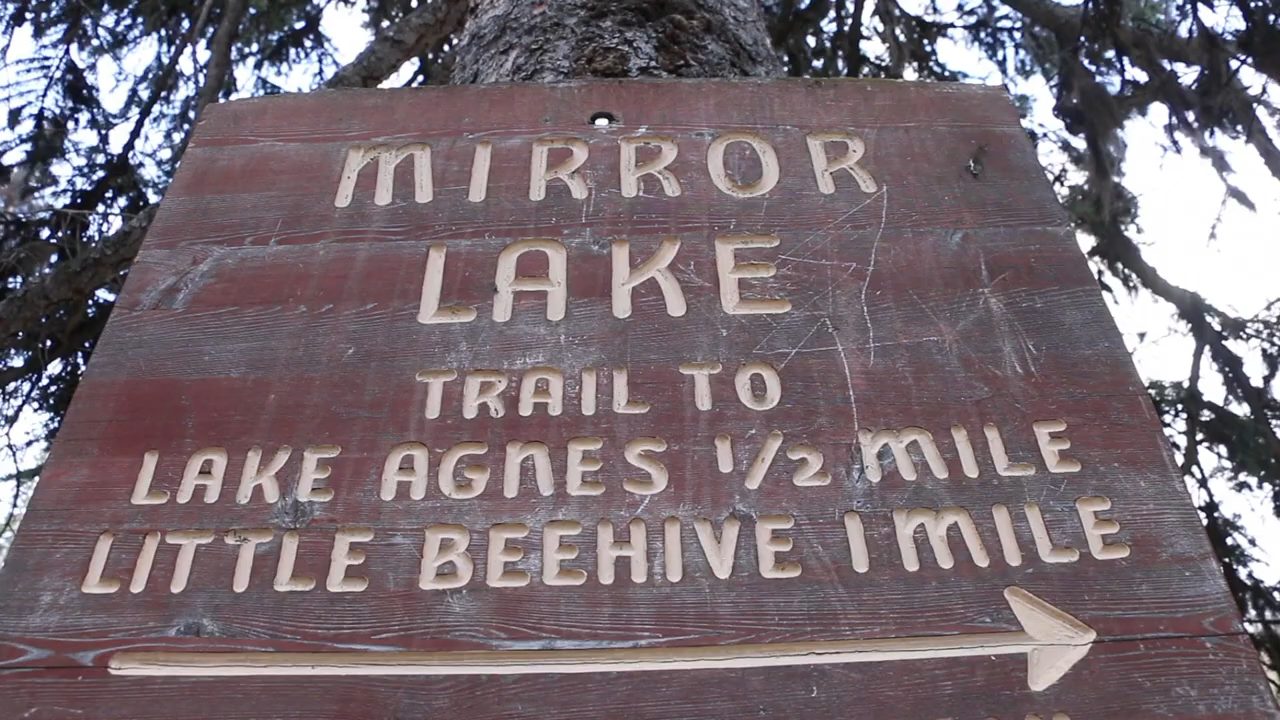 MIRROR
LAKE
TRAIL TO
LAKE AGNES 1/2 MILE
LITTLE BEEHIVE 1 MILE